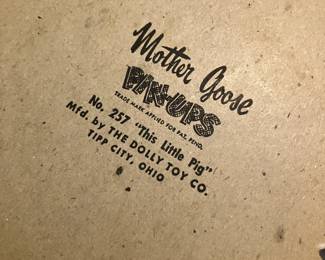 Mother Goose
PIN-UPS
TRADE MARK APPLIED FOR PAT. PEND.
No. 257 "This Little Pig"
Mfd. by THE DOLLY TOY CO.
TIPP CITY, OHIO